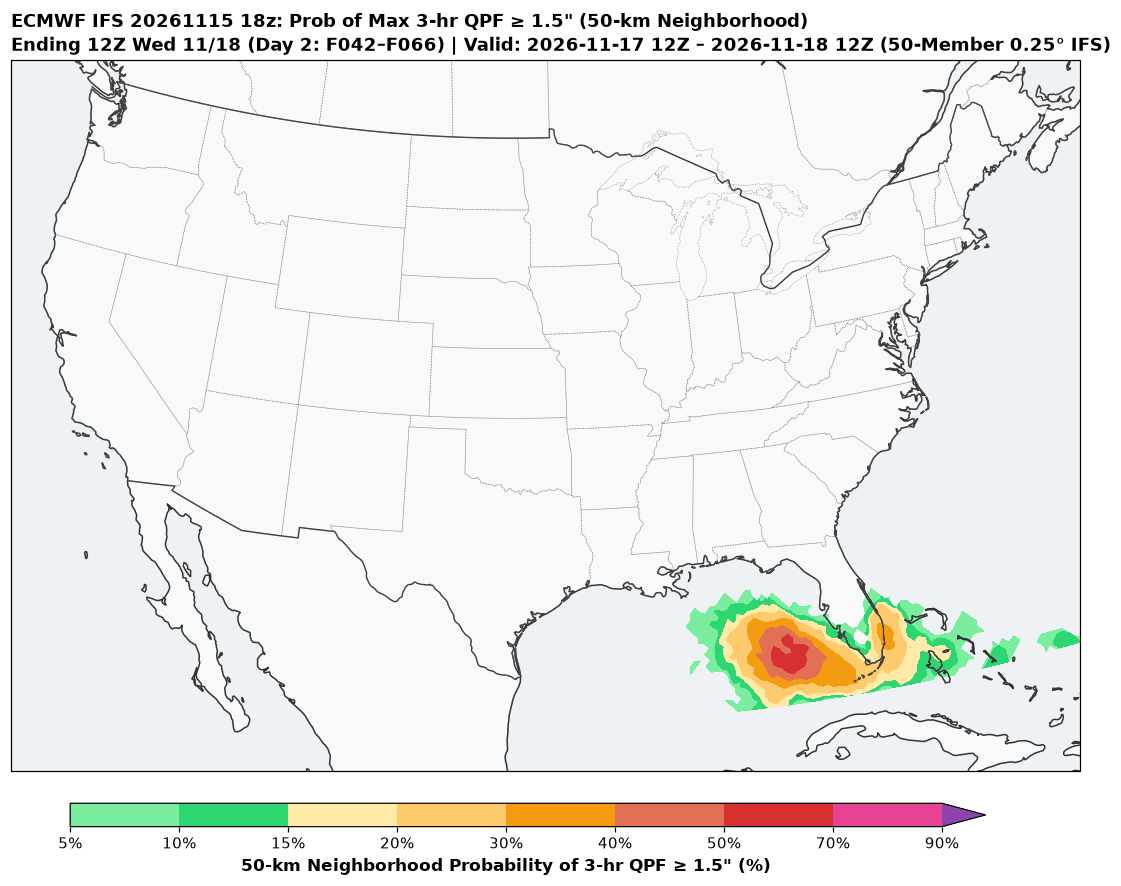 ECMWF IFS 20261115 18z: Prob of Max 3-hr QPF ≥ 1.5" (50-km Neighborhood)
Ending 12Z Wed 11/18 (Day 2: F042–F066) | Valid: 2026-11-17 12Z – 2026-11-18 12Z (50-Member 0.25° IFS)
5% 10% 15% 20% 30% 40% 50% 70% 90%
50-km Neighborhood Probability of 3-hr QPF ≥ 1.5" (%)